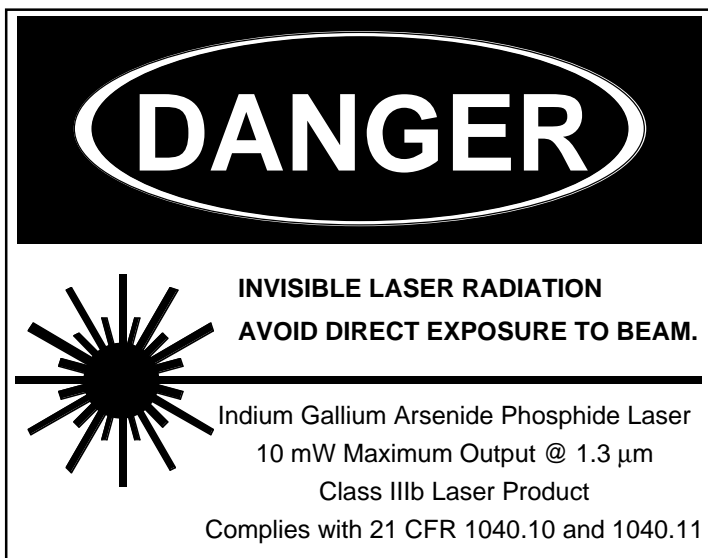 DANGER
INVISIBLE LASER RADIATION
AVOID DIRECT EXPOSURE TO BEAM.
Indium Gallium Arsenide Phosphide Laser
10 mW Maximum Output @ 1.3 μm
Class IIIb Laser Product
Complies with 21 CFR 1040.10 and 1040.11